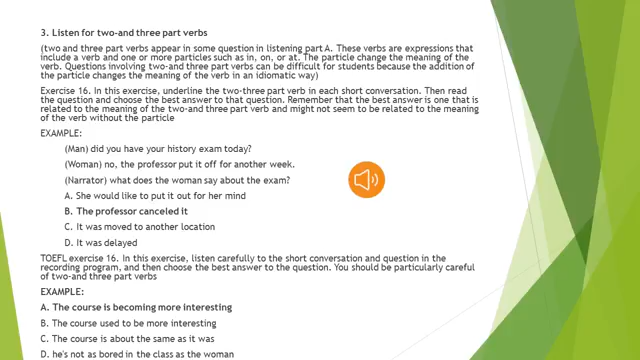 3. Listen for two-and three part verbs
(two and three part verbs appear in some question in listening part A. These verbs are expressions that
include a verb and one or more particles such as in, on, or at. The particle change the meaning of the
verb. Questions involving two-and three part verbs can be difficult for students because the addition of
the particle changes the meaning of the verb in an idiomatic way)
Exercise 16. In this exercise, underline the two-three part verb in each short conversation. Then read
the question and choose the best answer to that question. Remember that the best answer is one that is
related to the meaning of the two-and three part verb and might not seem to be related to the meaning
of the verb without the particle
EXAMPLE:
(Man) did you have your history exam today?
(Woman) no, the professor put it off for another week.
(Narrator) what does the woman say about the exam?
A. She would like to put it out for her mind
B. The professor canceled it
C. It was moved to another location
D. It was delayed
TOEFL exercise 16. In this exercise, listen carefully to the short conversation and question in the
recording program, and then choose the best answer to the question. You should be particularly careful
of two-and three part verbs
EXAMPLE:
A. The course is becoming more interesting
B. The course used to be more interesting
C. The course is about the same as it was
D. he's not as bored in the class as the woman